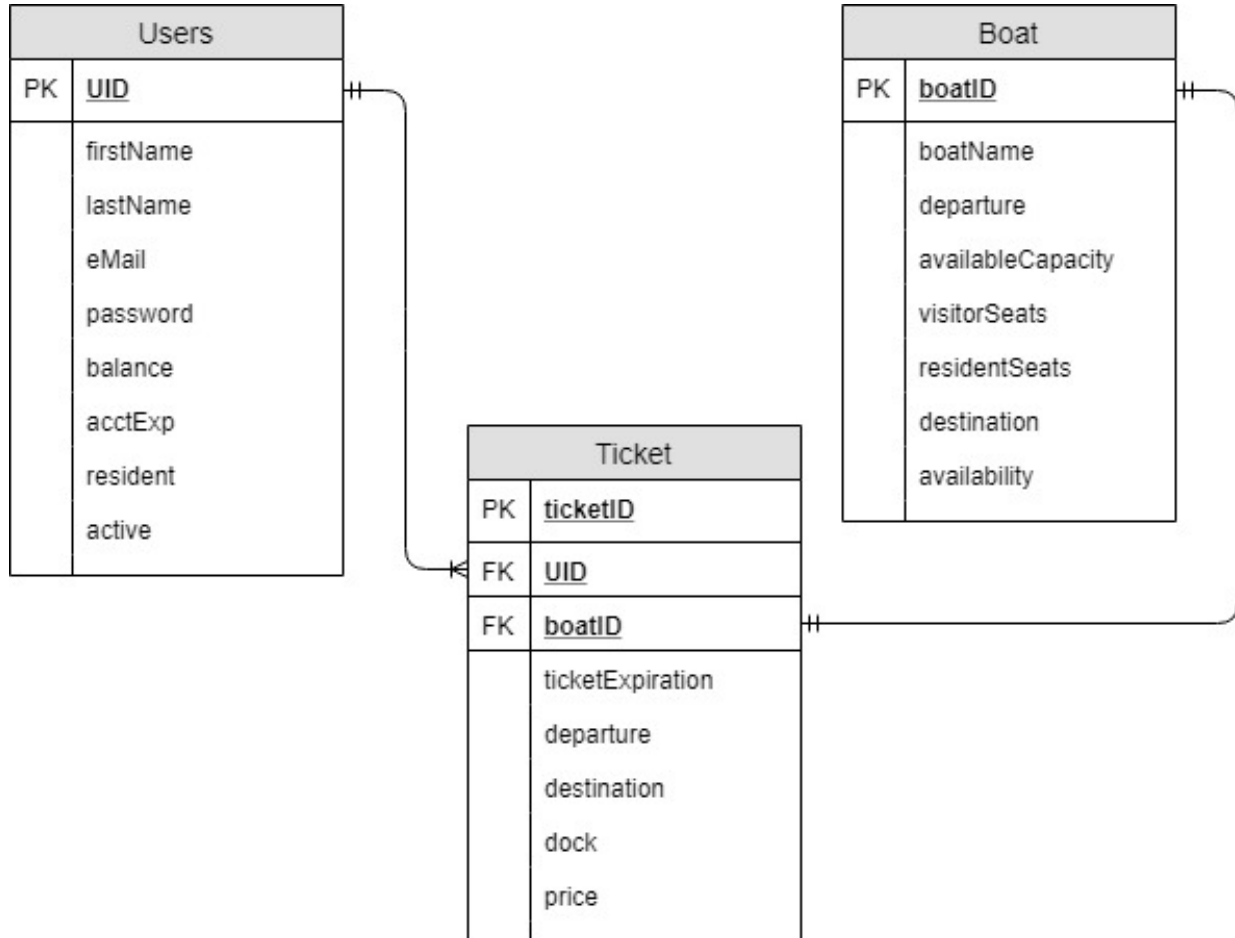 Users
PK UID
firstName
lastName
eMail
password
balance
acctExp
resident
active
Boat
PK boatID
boatName
departure
availableCapacity
visitorSeats
residentSeats
destination
availability
Ticket
PK ticketID
FK UID
FK boatID
ticketExpiration
departure
destination
dock
price